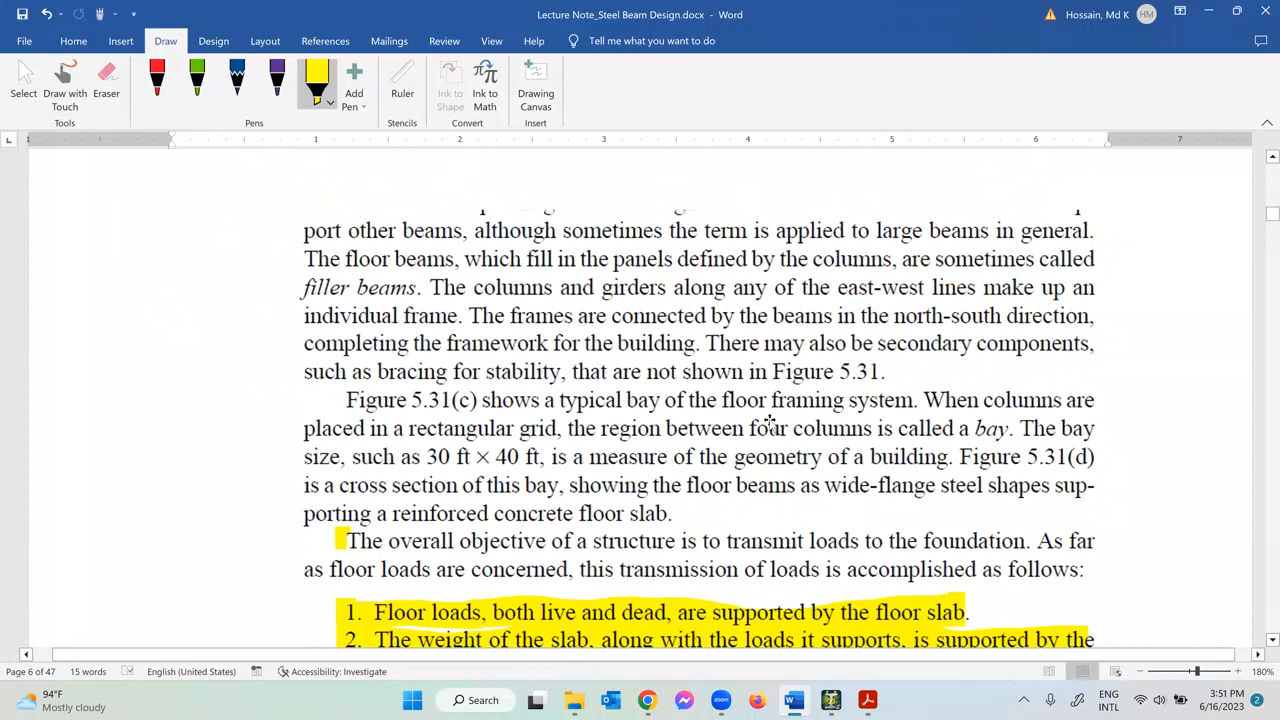 Lecture Note_Steel Beam Design.docx - Word
Hossain, Md K
HM
File Home Insert Draw Design Layout References Mailings Review View Help Tell me what you want to do
Select Draw with Touch Eraser Add Pen Ruler Ink to Shape Ink to Math Drawing Canvas
Tools Pens Stencils Convert Insert
1 1 2 3 4 5 6 7
port other beams, although sometimes the term is applied to large beams in general.
The floor beams, which fill in the panels defined by the columns, are sometimes called
filler beams. The columns and girders along any of the east-west lines make up an
individual frame. The frames are connected by the beams in the north-south direction,
completing the framework for the building. There may also be secondary components,
such as bracing for stability, that are not shown in Figure 5.31.
Figure 5.31(c) shows a typical bay of the floor framing system. When columns are
placed in a rectangular grid, the region between four columns is called a bay. The bay
size, such as 30 ft × 40 ft, is a measure of the geometry of a building. Figure 5.31(d)
is a cross section of this bay, showing the floor beams as wide-flange steel shapes sup-
porting a reinforced concrete floor slab.
The overall objective of a structure is to transmit loads to the foundation. As far
as floor loads are concerned, this transmission of loads is accomplished as follows:
1. Floor loads, both live and dead, are supported by the floor slab.
2. The weight of the slab, along with the loads it supports, is supported by the
Page 6 of 47 15 words English (United States) Accessibility: Investigate 180%
94°F
Mostly cloudy
Search
zoom
ENG
INTL
3:51 PM
6/16/2023
2